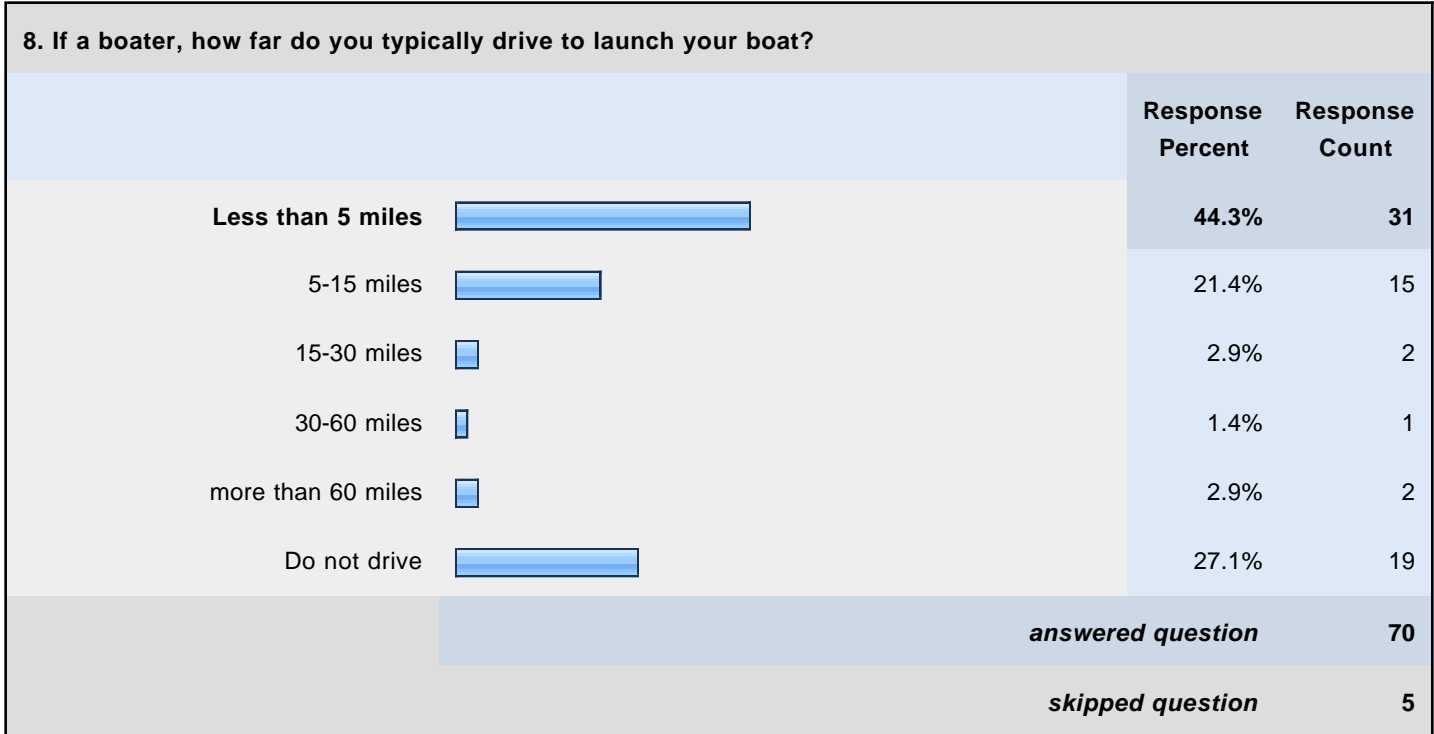 8. If a boater, how far do you typically drive to launch your boat?
Response Response
Percent Count
Less than 5 miles 44.3% 31
5-15 miles 21.4% 15
15-30 miles 2.9% 2
30-60 miles 1.4% 1
more than 60 miles 2.9% 2
Do not drive 27.1% 19
answered question 70
skipped question 5